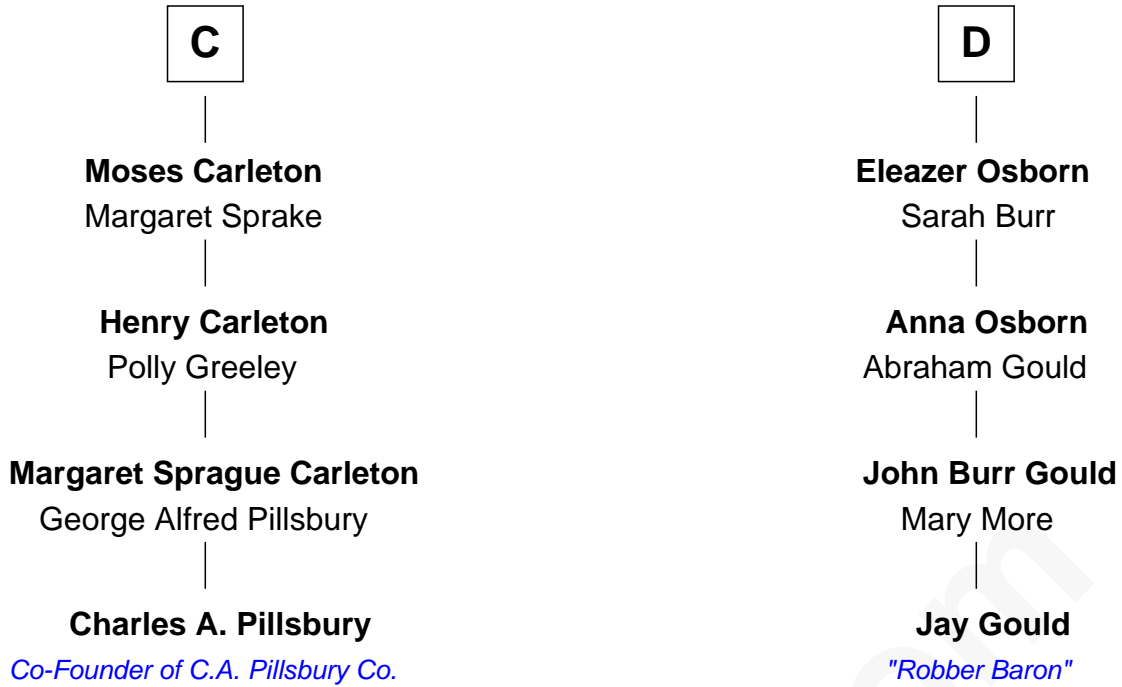 C
Moses Carleton
Margaret Sprake
Henry Carleton
Polly Greeley
Margaret Sprague Carleton
George Alfred Pillsbury
Charles A. Pillsbury
Co-Founder of C.A. Pillsbury Co.
D
Eleazer Osborn
Sarah Burr
Anna Osborn
Abraham Gould
John Burr Gould
Mary More
Jay Gould
"Robber Baron"
om